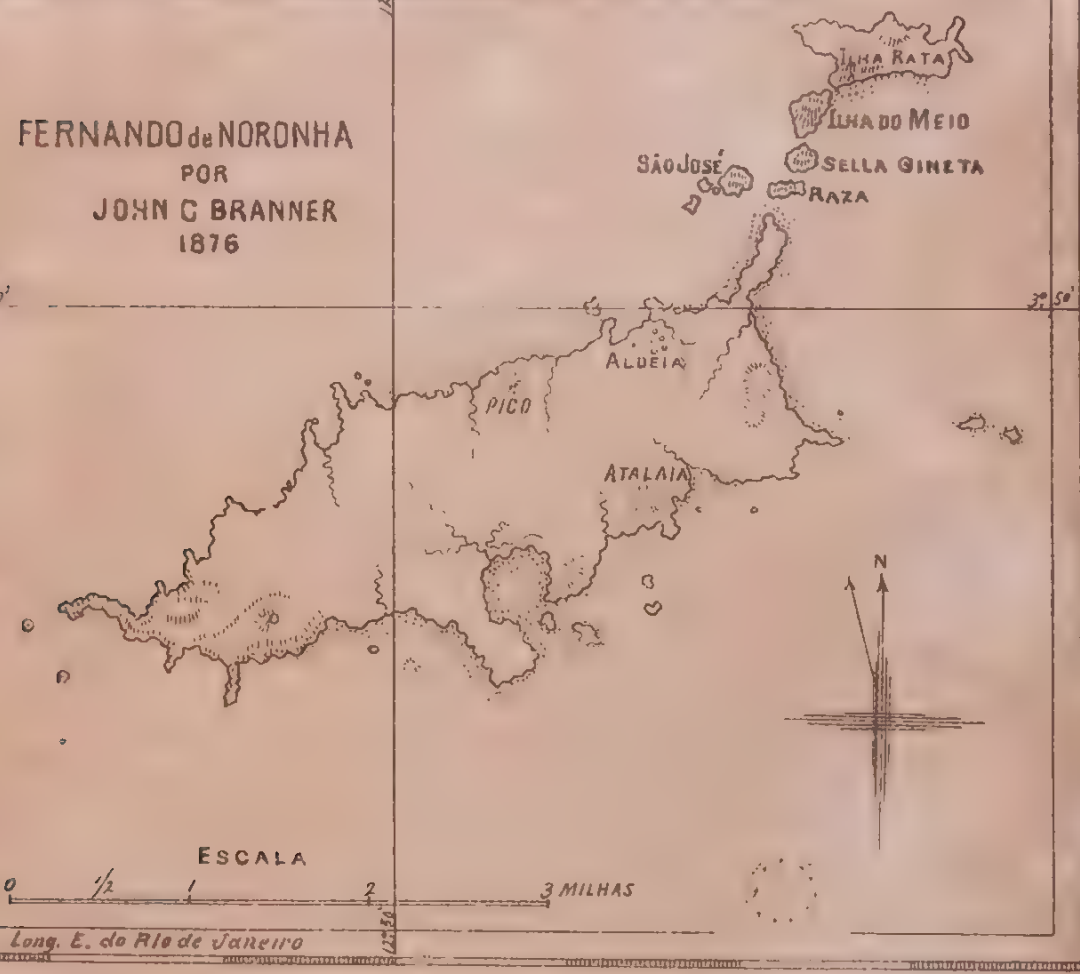 FERNANDO de NORONHA
POR
JOHN C BRANNER
1876
ILHA RATA
ILHA DO MEIO
SÃO JOSÉ
SELLA GINETA
RAZA
3° 50'
ALDEIA
PICO
ATALAIA
N
ESCALA
0 1/2 1 2 3 MILHAS
Long. E. do Rio de Janeiro